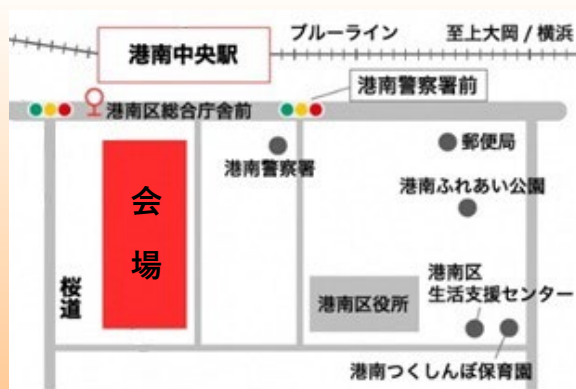 ブルーライン
至上大岡 / 横浜
港南中央駅
港南警察署前
港南区総合庁舎前
港南警察署
郵便局
港南ふれあい公園
会
場
桜道
港南区役所
港南区
生活支援センター
港南つくしんぼ保育園